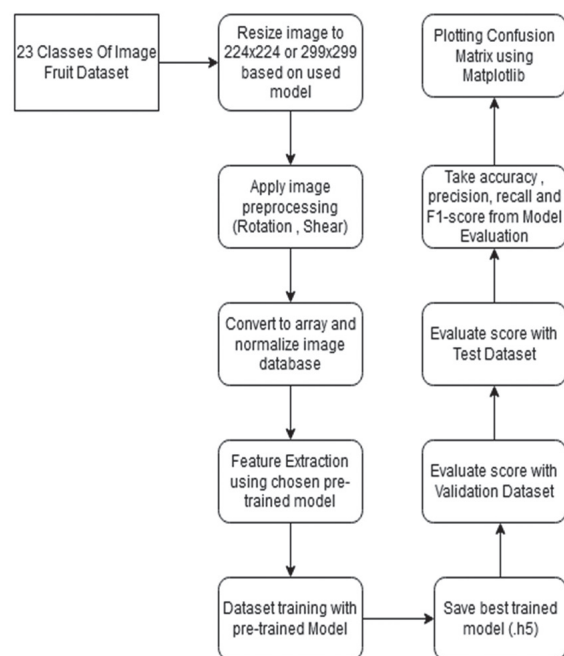 23 Classes Of Image
Fruit Dataset
Resize image to
224x224 or 299x299
based on used
model
Apply image
preprocessing
(Rotation , Shear)
Convert to array and
normalize image
database
Feature Extraction
using chosen pre-
trained model
Dataset training with
pre-trained Model
Save best trained
model (.h5)
Evaluate score with
Validation Dataset
Evaluate score with
Test Dataset
Take accuracy ,
precision, recall and
F1-score from Model
Evaluation
Plotting Confusion
Matrix using
Matplotlib